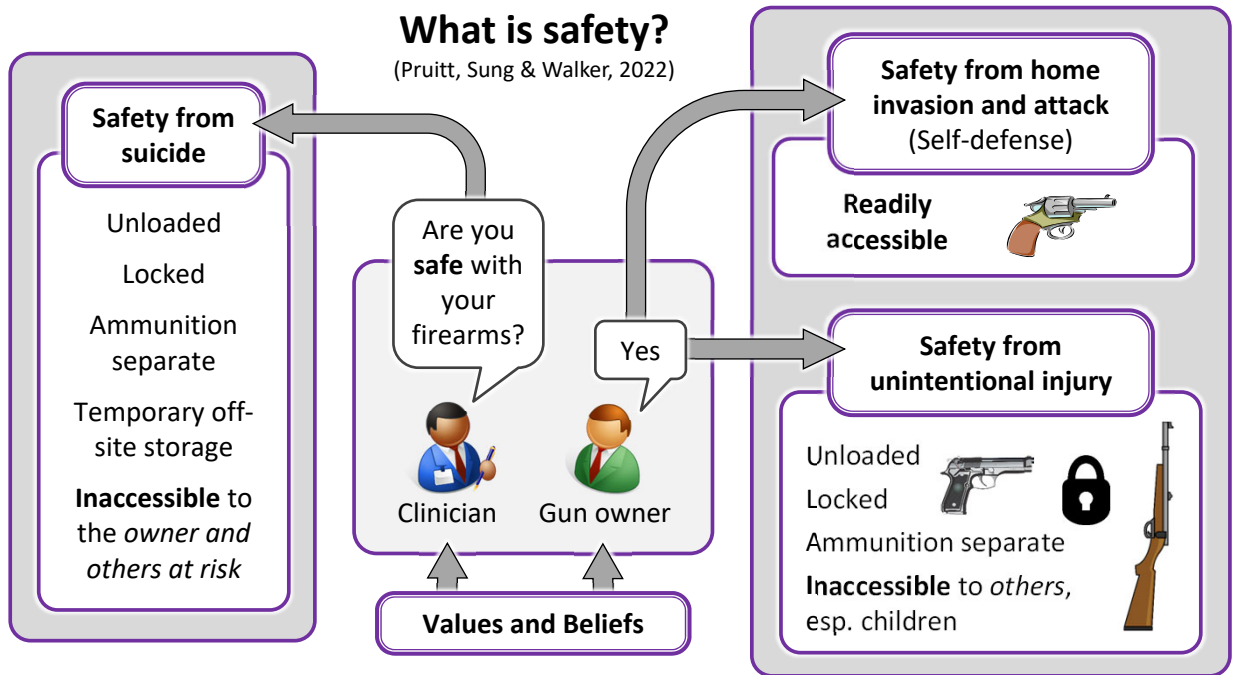 What is safety?
(Pruitt, Sung & Walker, 2022)
Safety from
suicide
Unloaded
Locked
Ammunition
separate
Temporary off-
site storage
Inaccessible to
the owner and
others at risk
Are you
safe with
your
firearms?
Yes
Clinician
Gun owner
Values and Beliefs
Safety from home
invasion and attack
(Self-defense)
Readily
accessible
Safety from
unintentional injury
Unloaded
Locked
Ammunition separate
Inaccessible to others,
esp. children